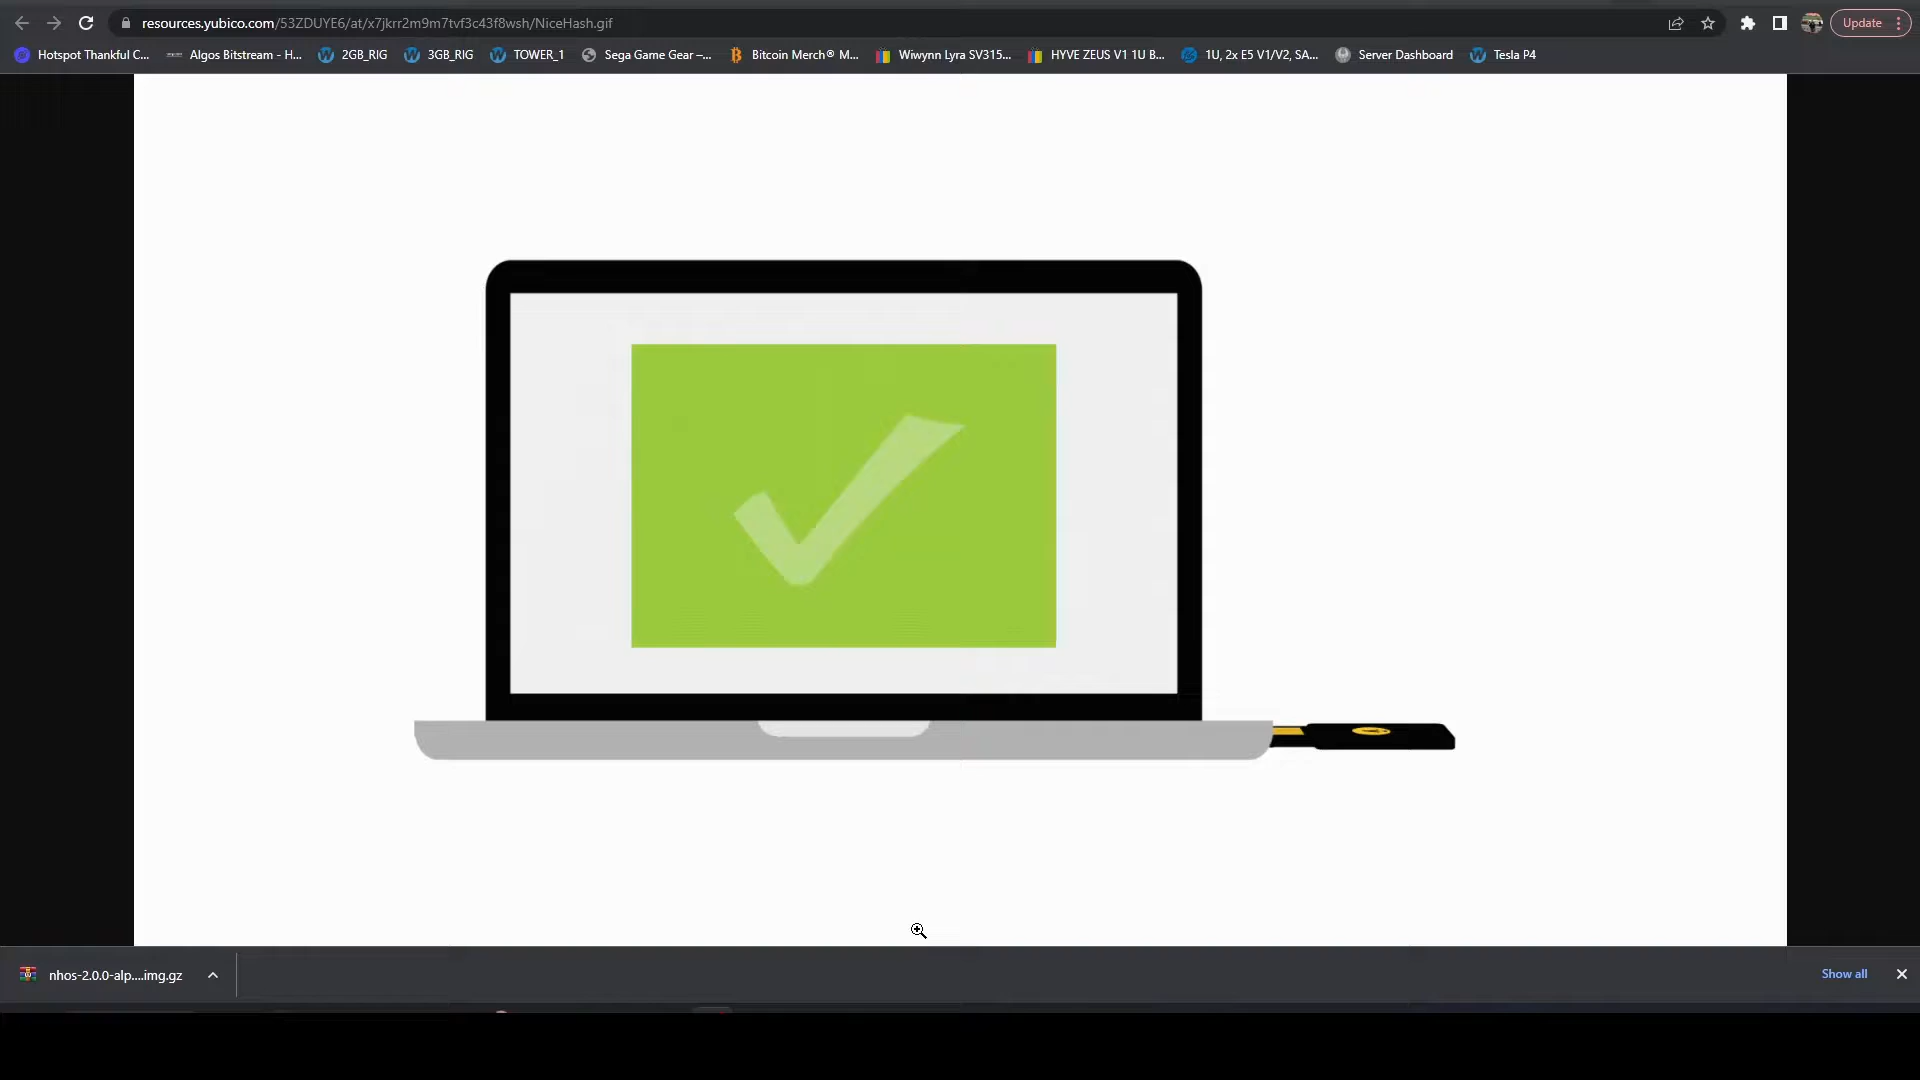 resources.yubico.com/53ZDUYE6/at/x7jkrr2m9m7tvf3c43f8wsh/NiceHash.gif
Update
Hotspot Thankful C... Algos Bitstream - H... 2GB_RIG 3GB_RIG TOWER_1 Sega Game Gear –... Bitcoin Merch® M... Wiwynn Lyra SV315... HYVE ZEUS V1 1U B... 1U, 2x E5 V1/V2, SA... Server Dashboard Tesla P4
nhos-2.0.0-alp....img.gz
Show all